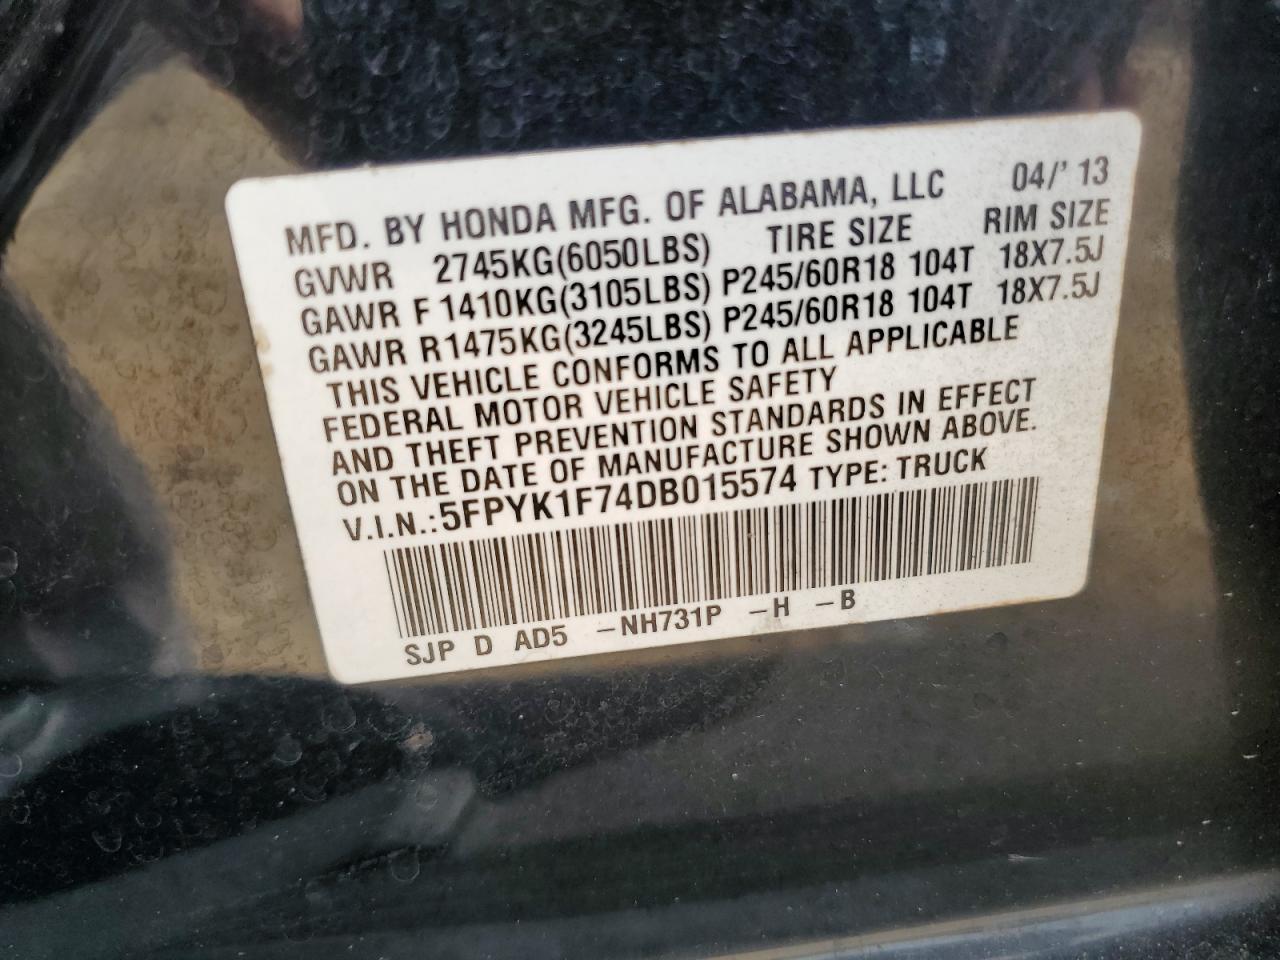 MFD. BY HONDA MFG. OF ALABAMA, LLC 04/' 13
GVWR 2745KG(6050LBS) TIRE SIZE RIM SIZE
GAWR F 1410KG(3105LBS) P245/60R18 104T 18X7.5J
GAWR R1475KG(3245LBS) P245/60R18 104T 18X7.5J
THIS VEHICLE CONFORMS TO ALL APPLICABLE
FEDERAL MOTOR VEHICLE SAFETY
AND THEFT PREVENTION STANDARDS IN EFFECT
ON THE DATE OF MANUFACTURE SHOWN ABOVE.
V.I.N.:5FPYK1F74DB015574 TYPE: TRUCK
SJP D AD5 -NH731P -H -B